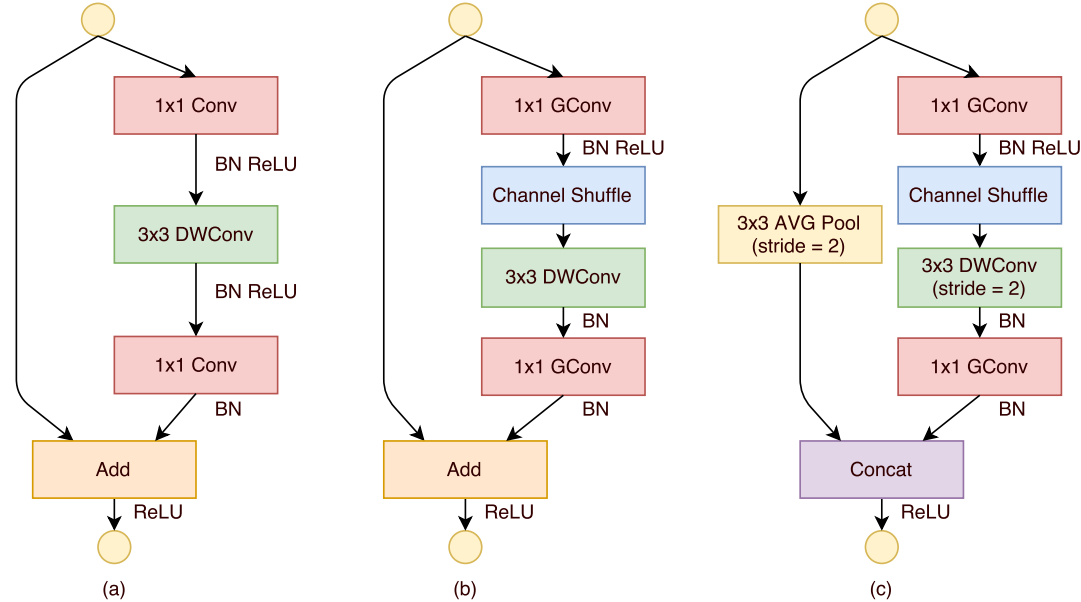 1x1 Conv
BN ReLU
3x3 DWConv
BN ReLU
1x1 Conv
BN
Add
ReLU
(a)
1x1 GConv
BN ReLU
Channel Shuffle
3x3 DWConv
BN
1x1 GConv
BN
Add
ReLU
(b)
1x1 GConv
BN ReLU
Channel Shuffle
3x3 AVG Pool
(stride = 2)
3x3 DWConv
(stride = 2)
BN
1x1 GConv
BN
Concat
ReLU
(c)